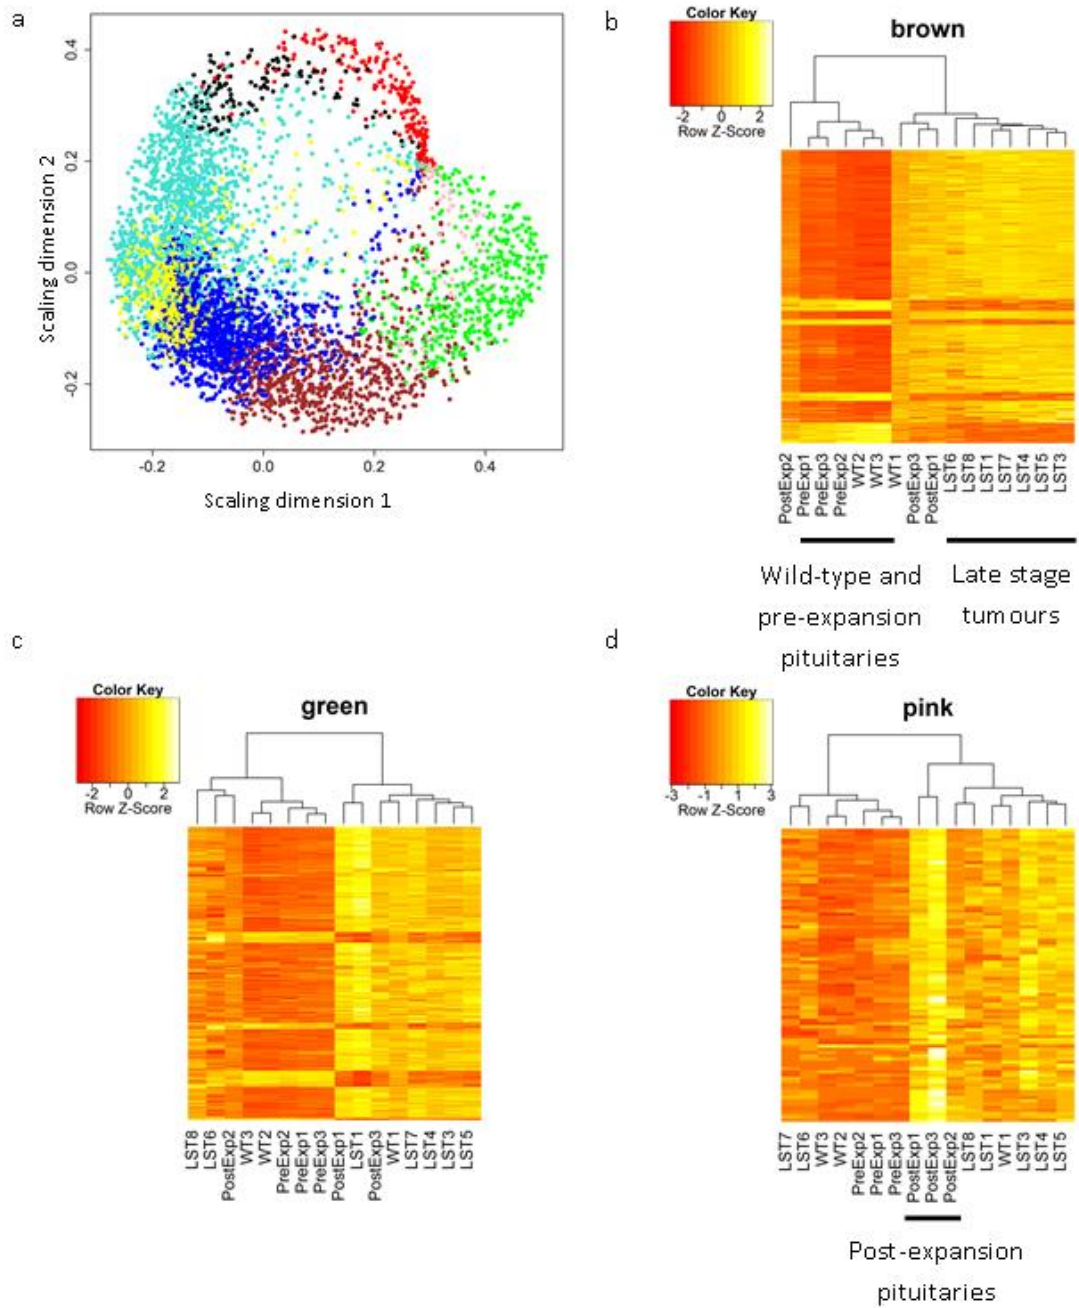 a
0.4
0.2
0.0
-0.2
Scaling dimension 2
-0.2 0.0 0.2 0.4
Scaling dimension 1
b
Color Key
-2 0 2
Row Z-Score
brown
PostExp2
PreExp1
PreExp3
PreExp2
WT2
WT3
WT1
PostExp3
PostExp1
LST6
LST8
LST1
LST7
LST4
LST5
LST3
Wild-type and
pre-expansion
pituitaries
Late stage
tumours
c
Color Key
-2 0 2
Row Z-Score
green
LST8
LST6
PostExp2
WT3
WT2
PreExp2
PreExp1
PreExp3
PostExp1
LST1
PostExp3
WT1
LST7
LST4
LST3
LST5
d
Color Key
-3 -1 1 3
Row Z-Score
pink
LST7
LST6
WT3
WT2
PreExp2
PreExp1
PreExp3
PostExp1
PostExp3
PostExp2
LST8
LST1
WT1
LST3
LST4
LST5
Post-expansion
pituitaries